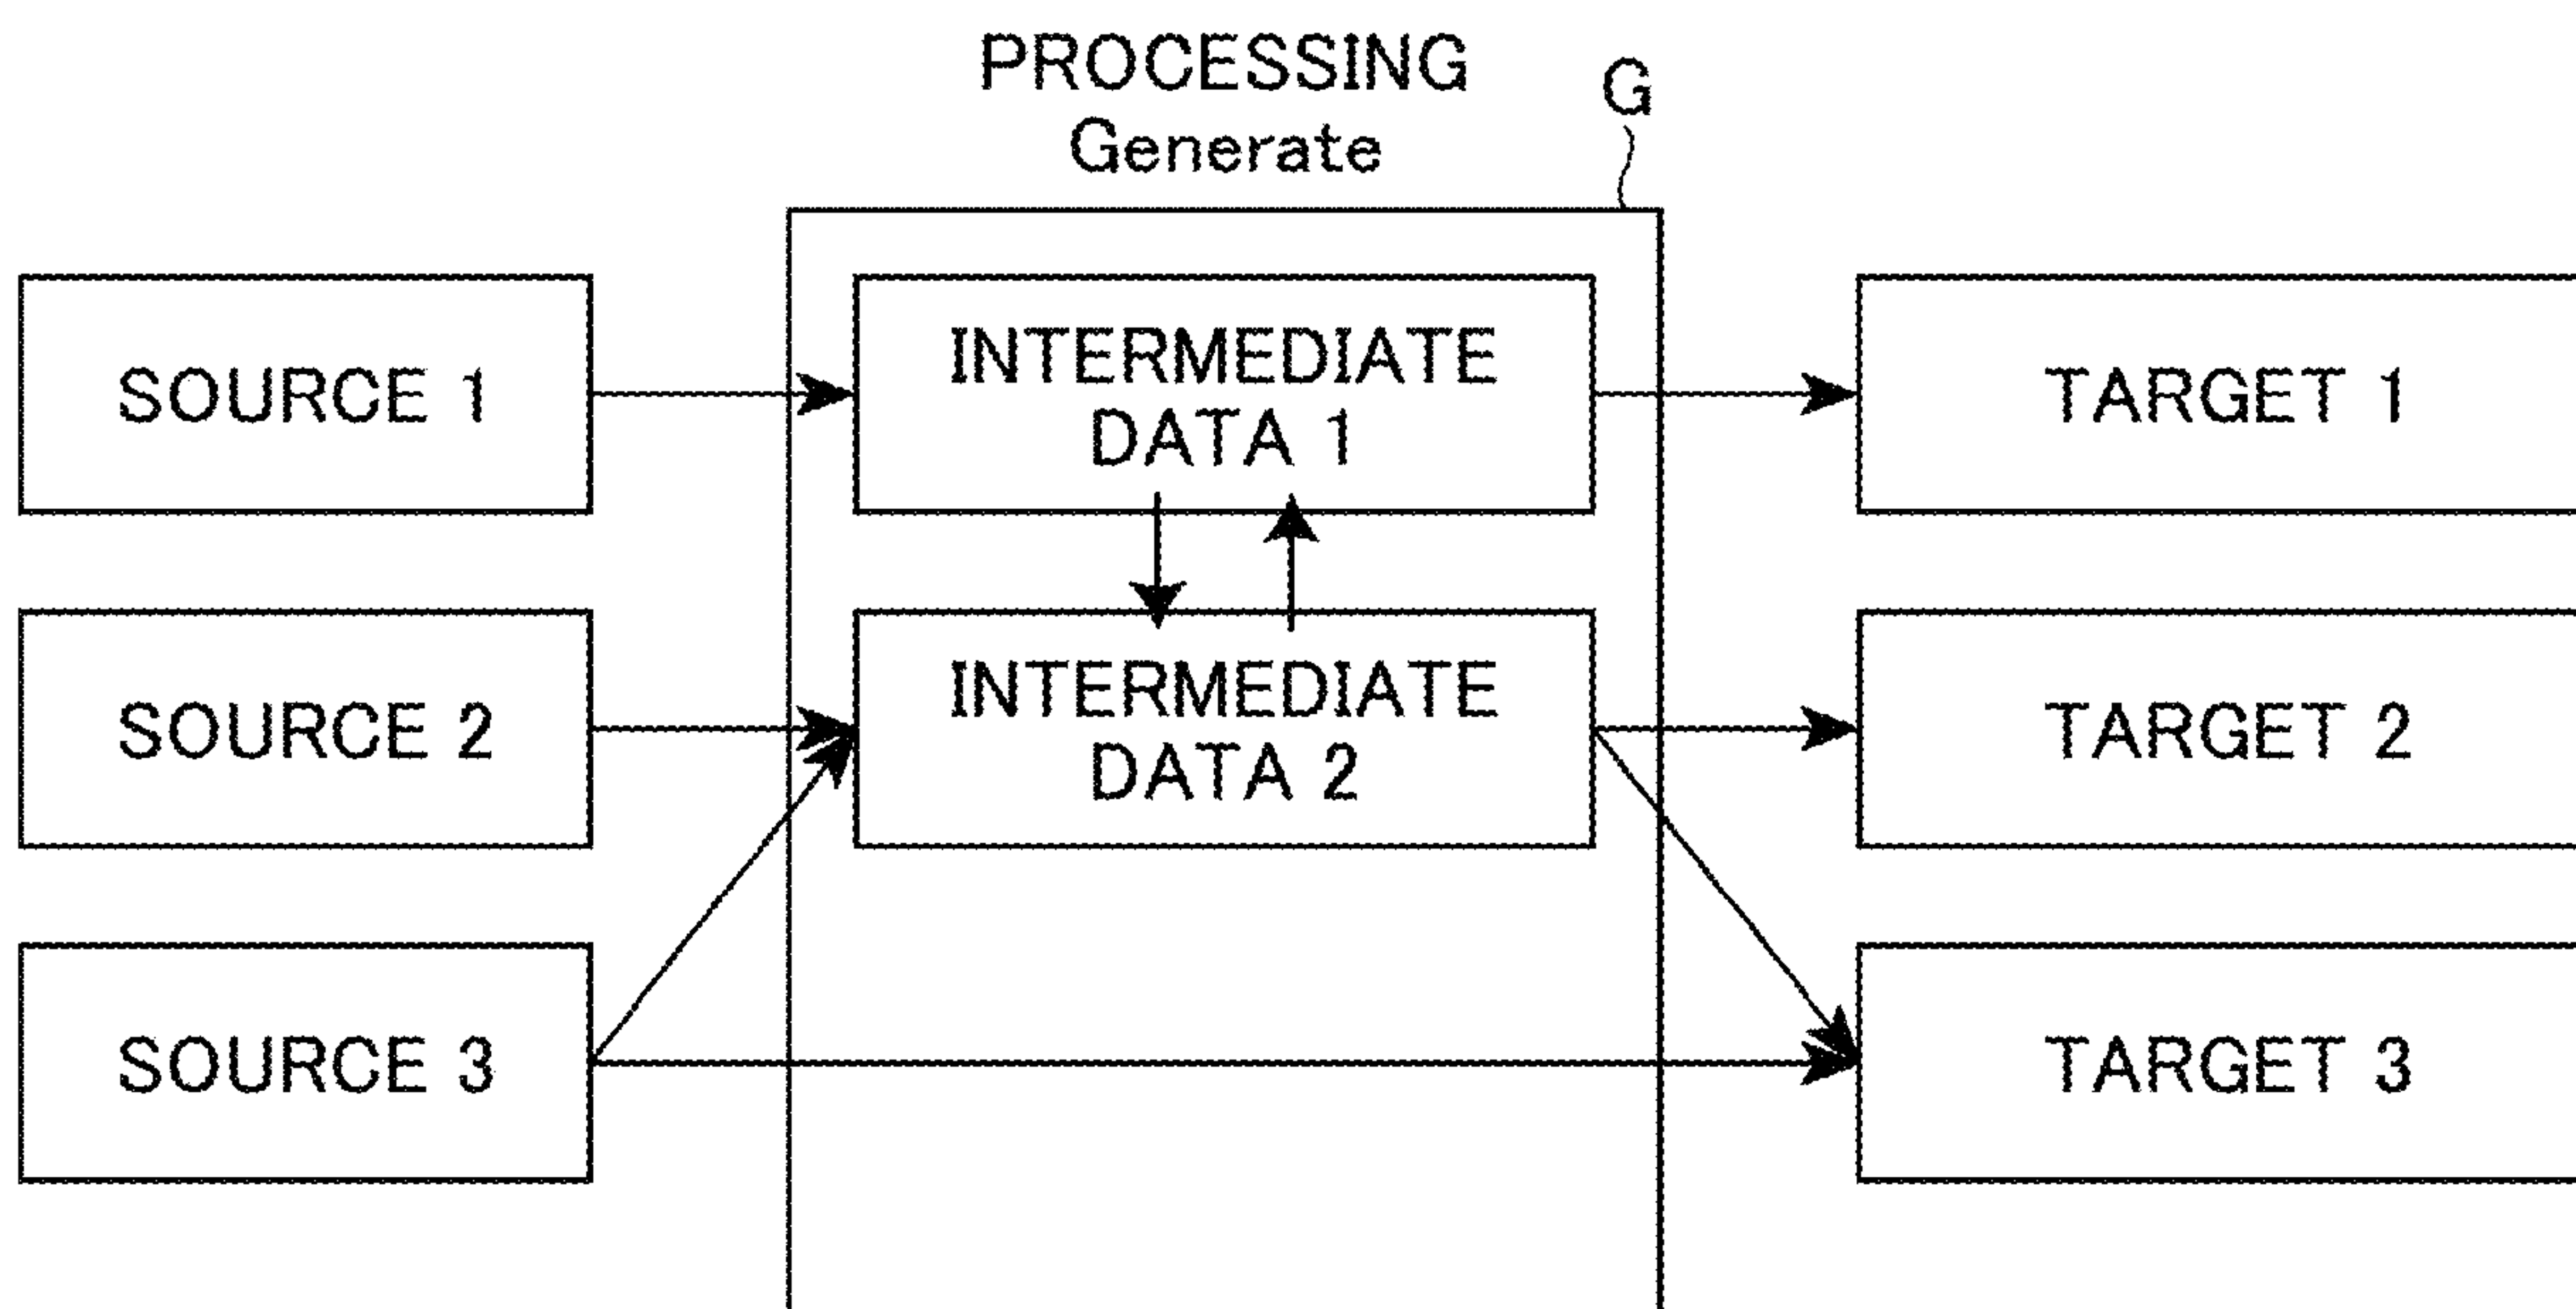 PROCESSING
Generate
G
SOURCE 1
INTERMEDIATE
DATA 1
TARGET 1
SOURCE 2
INTERMEDIATE
DATA 2
TARGET 2
SOURCE 3
TARGET 3